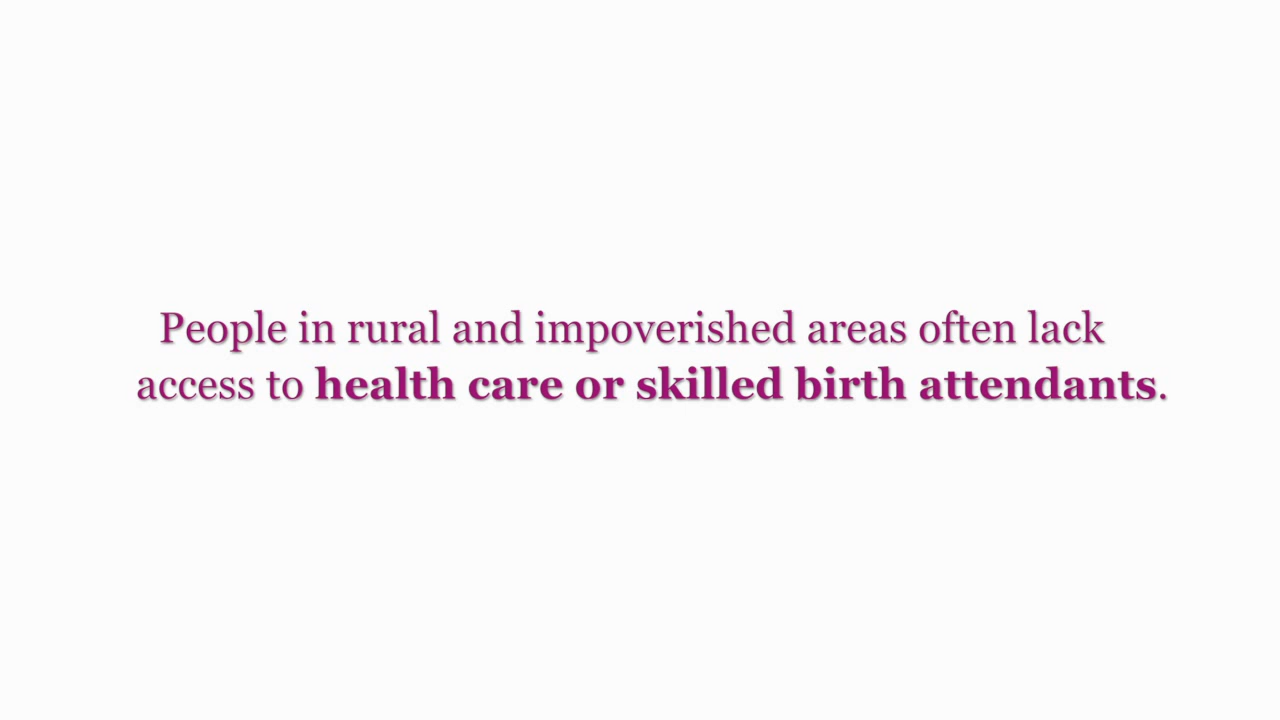 People in rural and impoverished areas often lack
access to health care or skilled birth attendants.